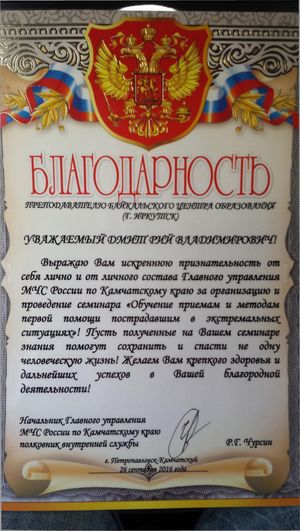 БЛАГОДАРНОСТЬ
ПРЕПОДАВАТЕЛЮ БАЙКАЛЬСКОГО ЦЕНТРА ОБРАЗОВАНИЯ
(Г. ИРКУТСК)
УВАЖАЕМЫЙ ДМИТРИЙ ВЛАДИМИРОВИЧ!
Выражаю Вам искреннюю признательность от
себя лично и от личного состава Главного управления
МЧС России по Камчатскому краю за организацию и
проведение семинара «Обучение приемам и методам
первой помощи пострадавшим в экстремальных
ситуациях»! Пусть полученные на Вашем семинаре
знания помогут сохранить и спасти не одну
человеческую жизнь! Желаем Вам крепкого здоровья и
дальнейших успехов в Вашей благородной
деятельности!
Начальник Главного управления
МЧС России по Камчатскому краю
полковник внутренней службы
Р.Г. Чурсин
г. Петропавловск-Камчатский
26 сентября 2016 года